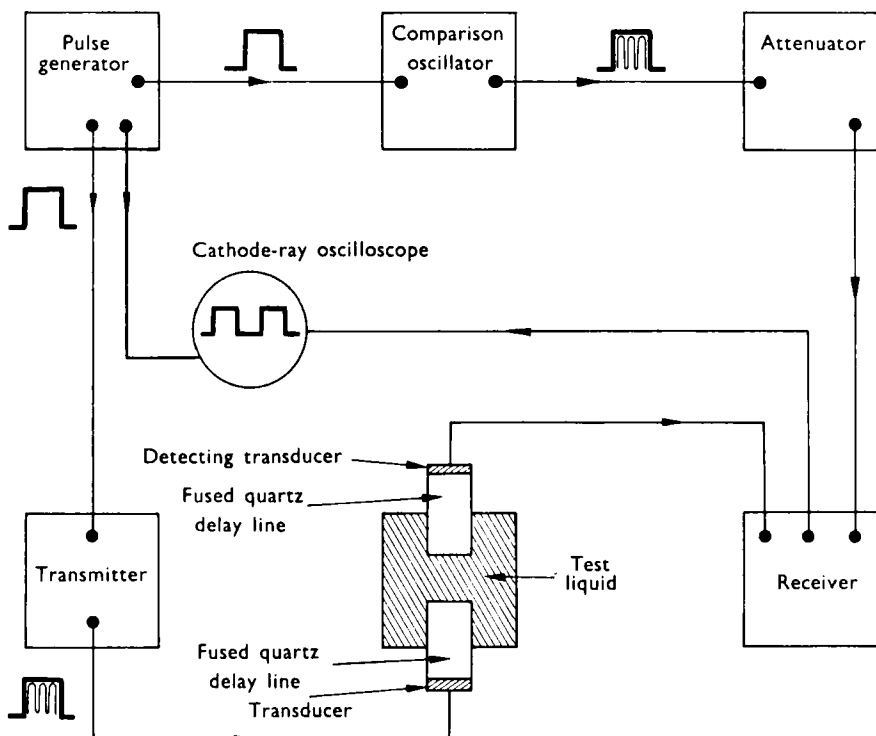 Pulse
generator
Comparison
oscillator
Attenuator
Cathode-ray oscilloscope
Detecting transducer
Fused quartz
delay line
Transmitter
Test
liquid
Receiver
Fused quartz
delay line
Transducer